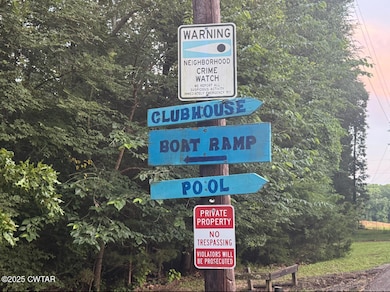 WARNING
NEIGHBORHOOD
CRIME
WATCH
CLUBHOUSE
BOAT RAMP
POOL
PRIVATE
PROPERTY
NO
TRESPASSING
VIOLATORS WILL
BE PROSECUTED
©2025 CWTAR